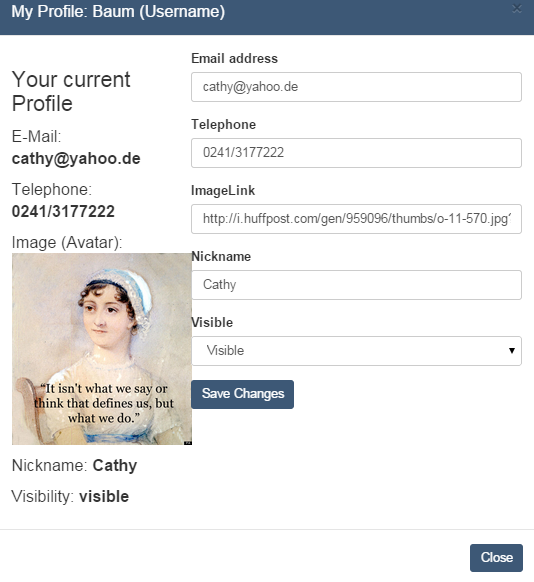 My Profile: Baum (Username)
×
Your current
Profile
E-Mail:
cathy@yahoo.de
Telephone:
0241/3177222
Image (Avatar):
“It isn't what we say or
think that defines us, but
what we do.”
Nickname: Cathy
Visibility: visible
Email address
cathy@yahoo.de
Telephone
0241/3177222
ImageLink
http://i.huffpost.com/gen/959096/thumbs/o-11-570.jpg?
Nickname
Cathy
Visible
Visible
Save Changes
Close